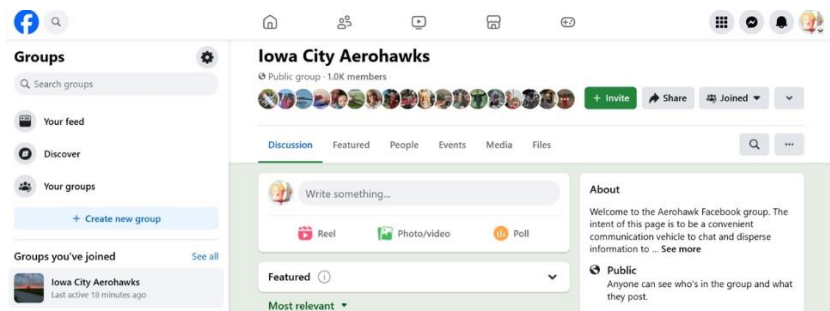 Groups
Search groups
Your feed
Discover
Your groups
+ Create new group
Groups you've joined See all
Iowa City Aerohawks
Last active 18 minutes ago
Iowa City Aerohawks
Public group · 1.0K members
+ Invite
Share
Joined
Discussion Featured People Events Media Files
Write something...
Reel Photo/video Poll
Featured
Most relevant
About
Welcome to the Aerohawk Facebook group. The
intent of this page is to be a convenient
communication vehicle to chat and disperse
information to ... See more
Public
Anyone can see who's in the group and what
they post.